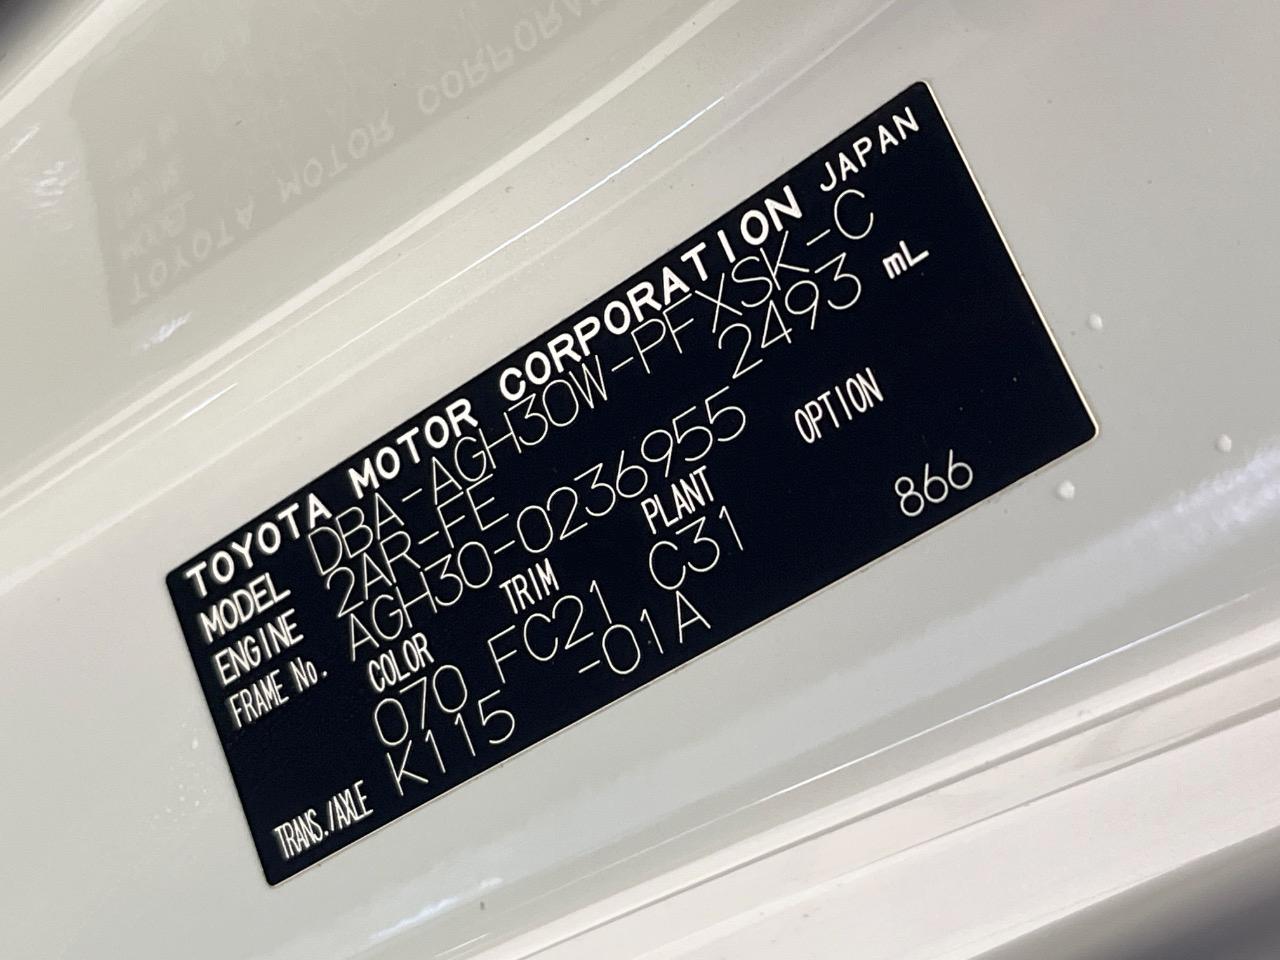 TOYOTA MOTOR CORPORATION JAPAN
MODEL DBA-AGH30W-PFXSK-C
ENGINE 2AR-FE 2493 mL
FRAME No. AGH30-0236955
COLOR TRIM PLANT OPTION
070 FC21 C31 866
TRANS./AXLE K115 -01A